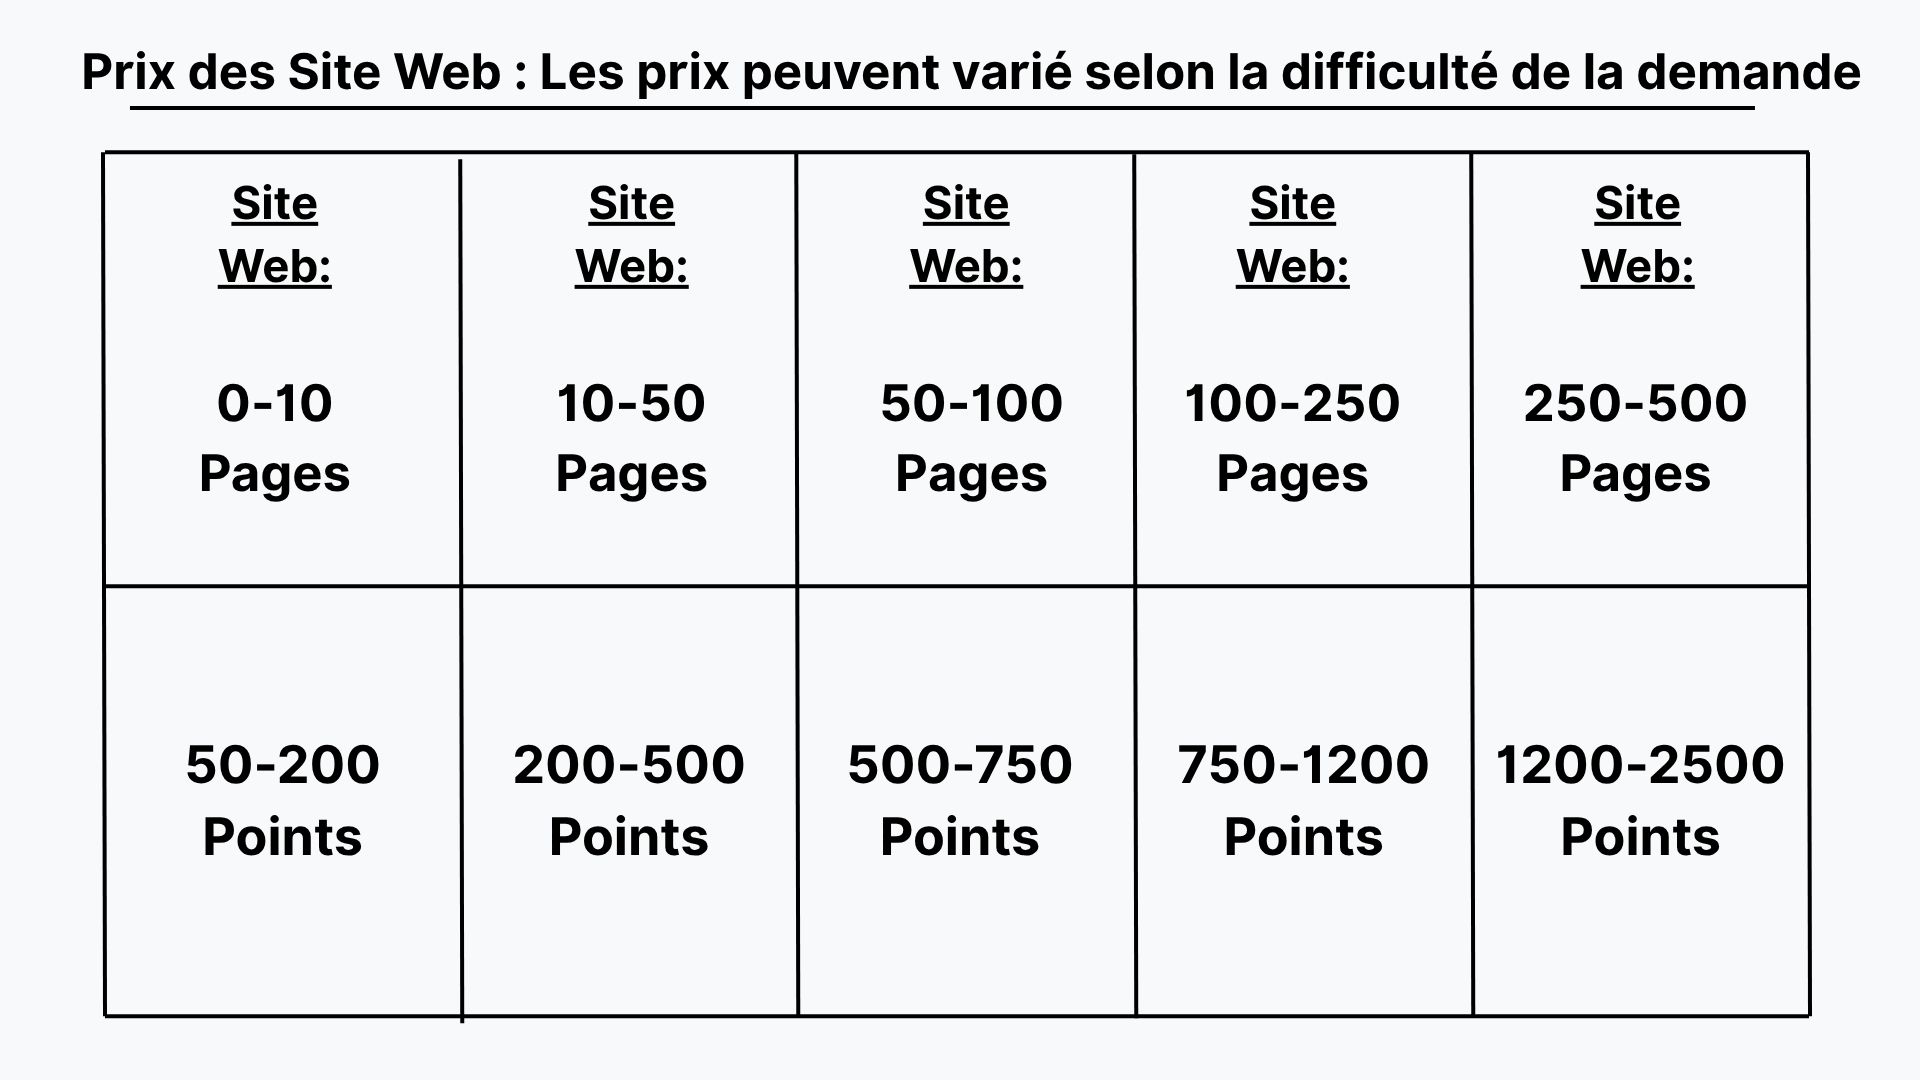 Prix des Site Web : Les prix peuvent varié selon la difficulté de la demande
Site
Web:
0-10
Pages
Site
Web:
10-50
Pages
Site
Web:
50-100
Pages
Site
Web:
100-250
Pages
Site
Web:
250-500
Pages
50-200
Points
200-500
Points
500-750
Points
750-1200
Points
1200-2500
Points